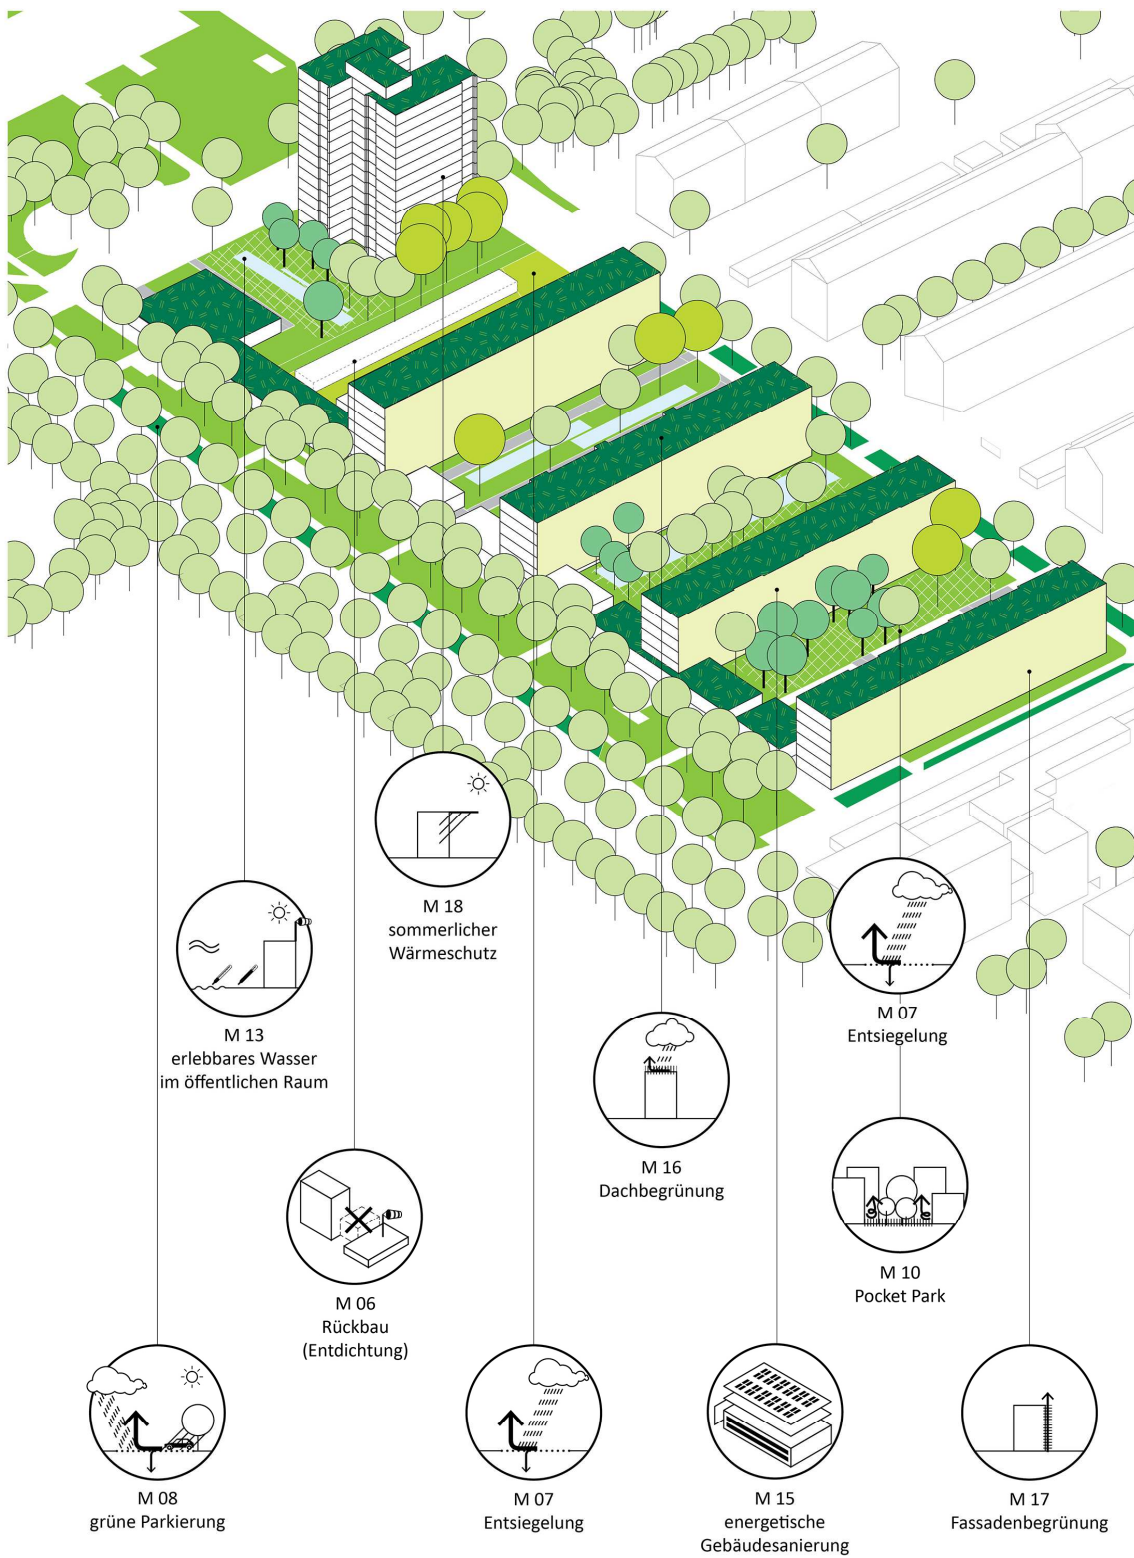 M 18
sommerlicher
Wärmeschutz
M 07
Entsiegelung
M 13
erlebbares Wasser
im öffentlichen Raum
M 16
Dachbegrünung
M 10
Pocket Park
M 06
Rückbau
(Entdichtung)
M 08
grüne Parkierung
M 07
Entsiegelung
M 15
energetische
Gebäudesanierung
M 17
Fassadenbegrünung